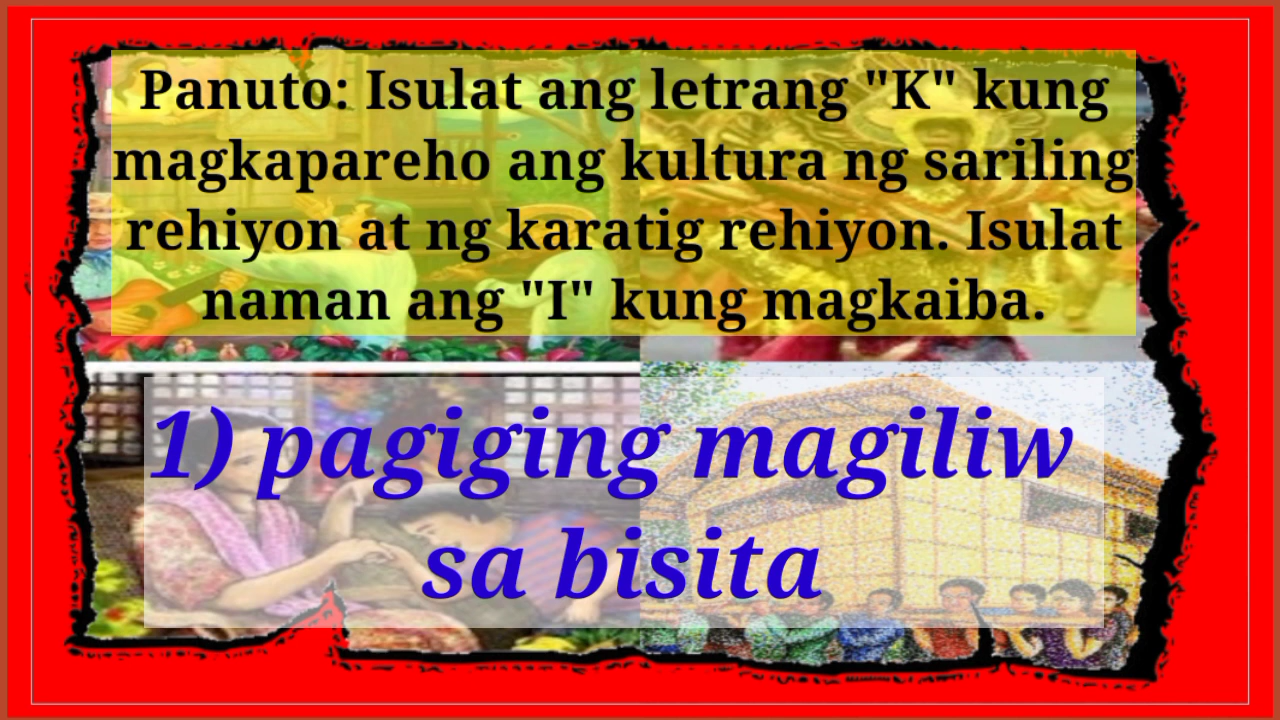 Panuto: Isulat ang letrang "K" kung
magkapareho ang kultura ng sariling
rehiyon at ng karatig rehiyon. Isulat
naman ang "I" kung magkaiba.
1) pagiging magiliw
sa bisita